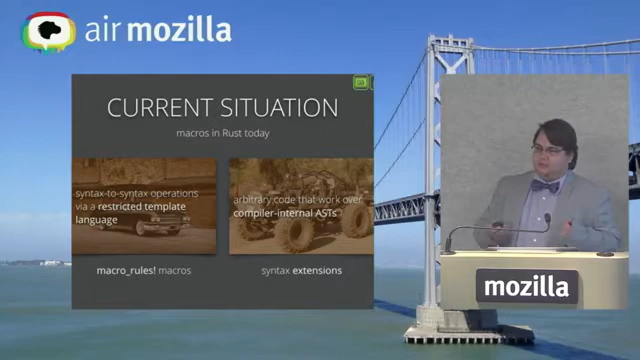 air mozilla
CURRENT SITUATION
macros in Rust today
syntax-to-syntax operations
via a restricted template
language
arbitrary code that work over
compiler-internal ASTs
macro_rules! macros
syntax extensions
mozilla